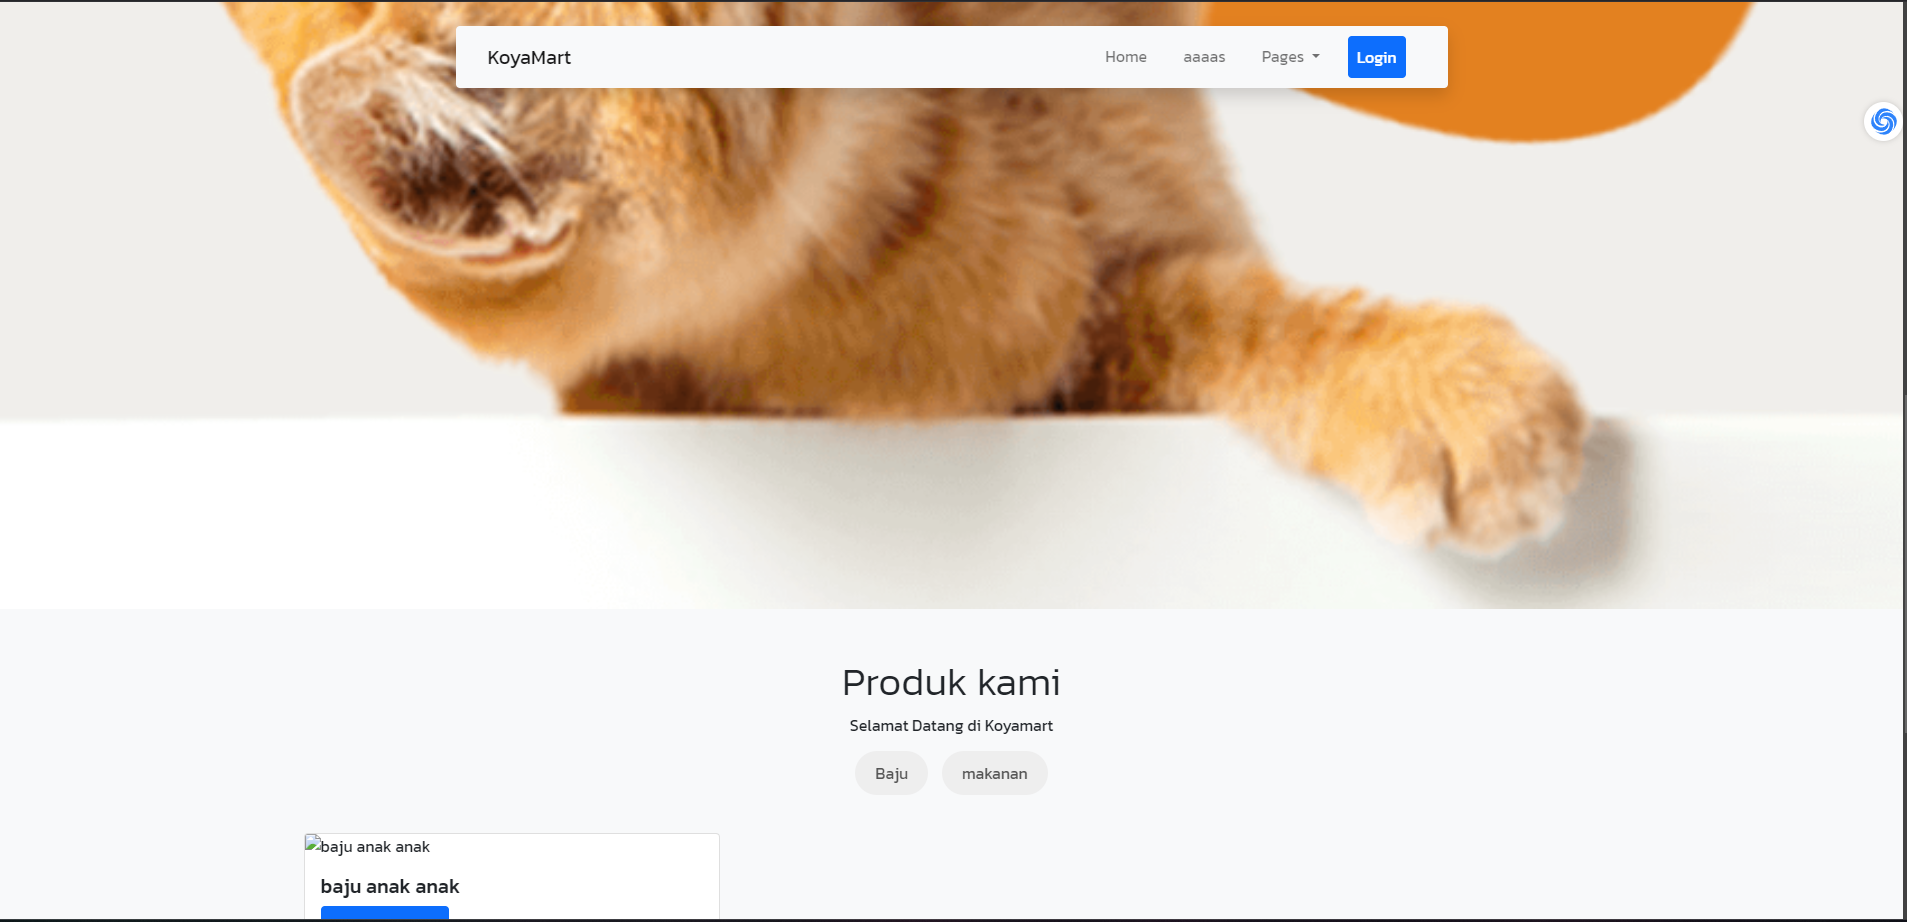 KoyaMart Home aaaas Pages Login
Produk kami
Selamat Datang di Koyamart
Baju makanan
baju anak anak
baju anak anak